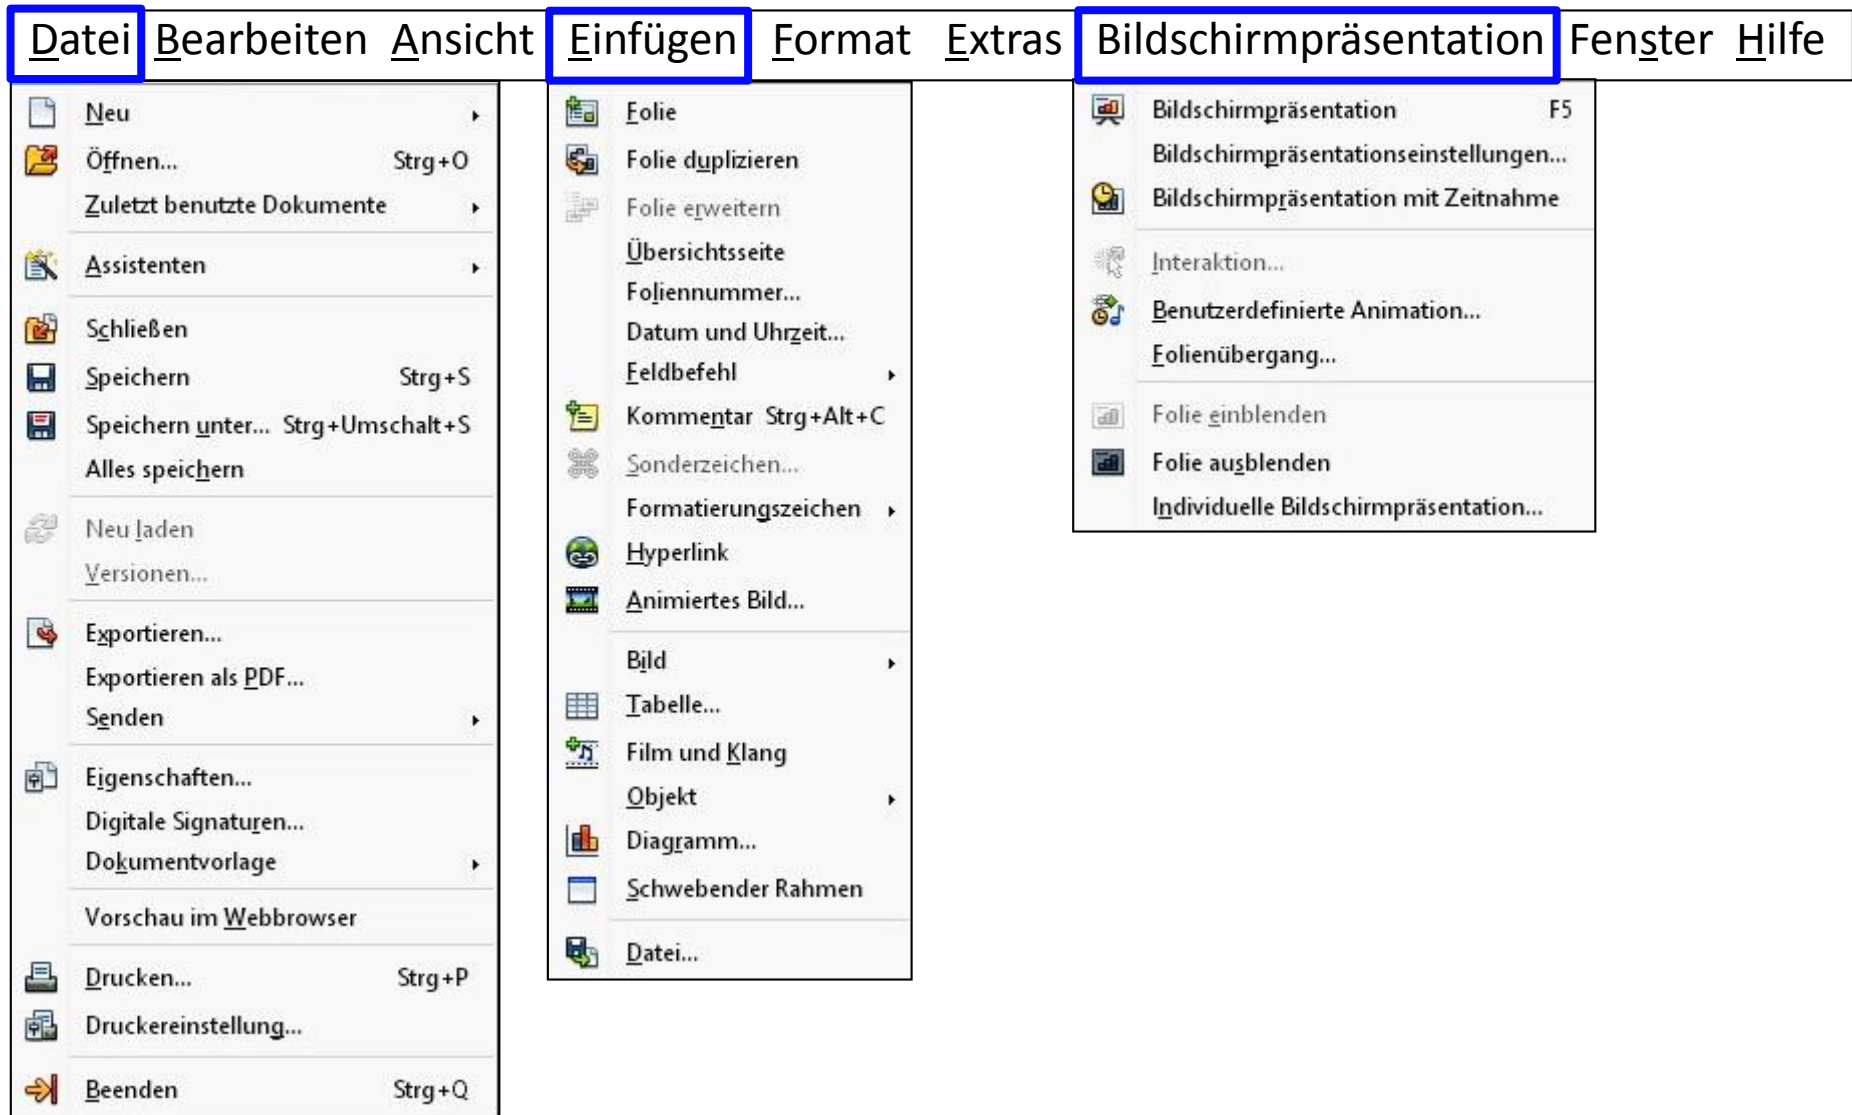 Datei Bearbeiten Ansicht Einfügen Format Extras Bildschirmpräsentation Fenster Hilfe
Neu
Öffnen... Strg+O
Zuletzt benutzte Dokumente
Assistenten
Schließen
Speichern Strg+S
Speichern unter... Strg+Umschalt+S
Alles speichern
Neu laden
Versionen...
Exportieren...
Exportieren als PDF...
Senden
Eigenschaften...
Digitale Signaturen...
Dokumentvorlage
Vorschau im Webbrowser
Drucken... Strg+P
Druckereinstellung...
Beenden Strg+Q
Folie
Folie duplizieren
Folie erweitern
Übersichtsseite
Foliennummer...
Datum und Uhrzeit...
Feldbefehl
Kommentar Strg+Alt+C
Sonderzeichen...
Formatierungszeichen
Hyperlink
Animiertes Bild...
Bild
Tabelle...
Film und Klang
Objekt
Diagramm...
Schwebender Rahmen
Datei...
Bildschirmpräsentation F5
Bildschirmpräsentationseinstellungen...
Bildschirmpräsentation mit Zeitnahme
Interaktion...
Benutzerdefinierte Animation...
Folienübergang...
Folie einblenden
Folie ausblenden
Individuelle Bildschirmpräsentation...